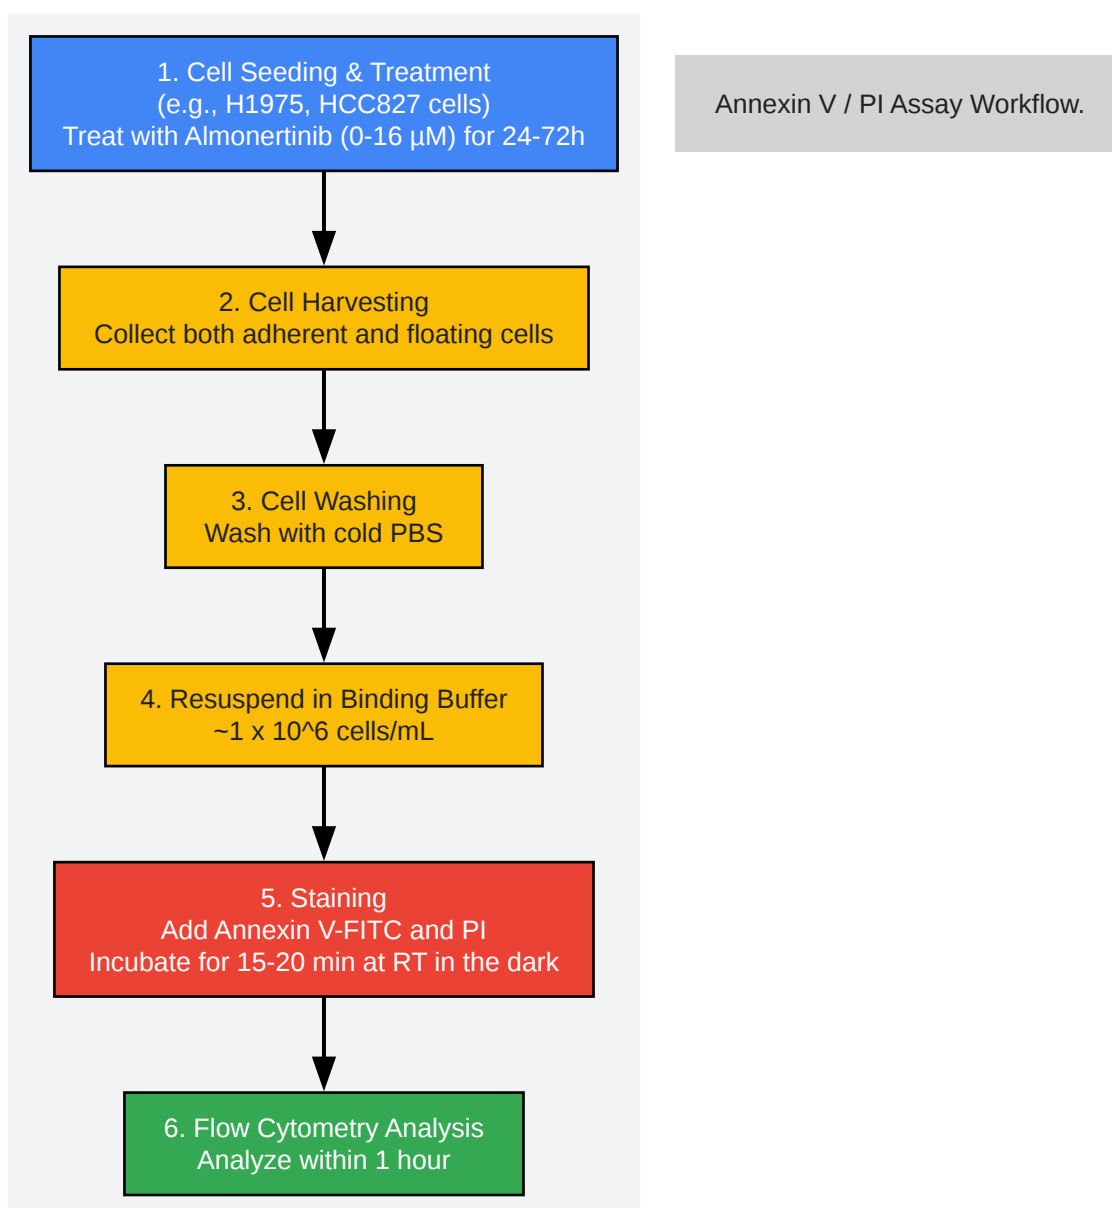 1. Cell Seeding & Treatment
(e.g., H1975, HCC827 cells)
Treat with Almonertinib (0-16 µM) for 24-72h
Annexin V / PI Assay Workflow.
2. Cell Harvesting
Collect both adherent and floating cells
3. Cell Washing
Wash with cold PBS
4. Resuspend in Binding Buffer
~1 x 10^6 cells/mL
5. Staining
Add Annexin V-FITC and PI
Incubate for 15-20 min at RT in the dark
6. Flow Cytometry Analysis
Analyze within 1 hour